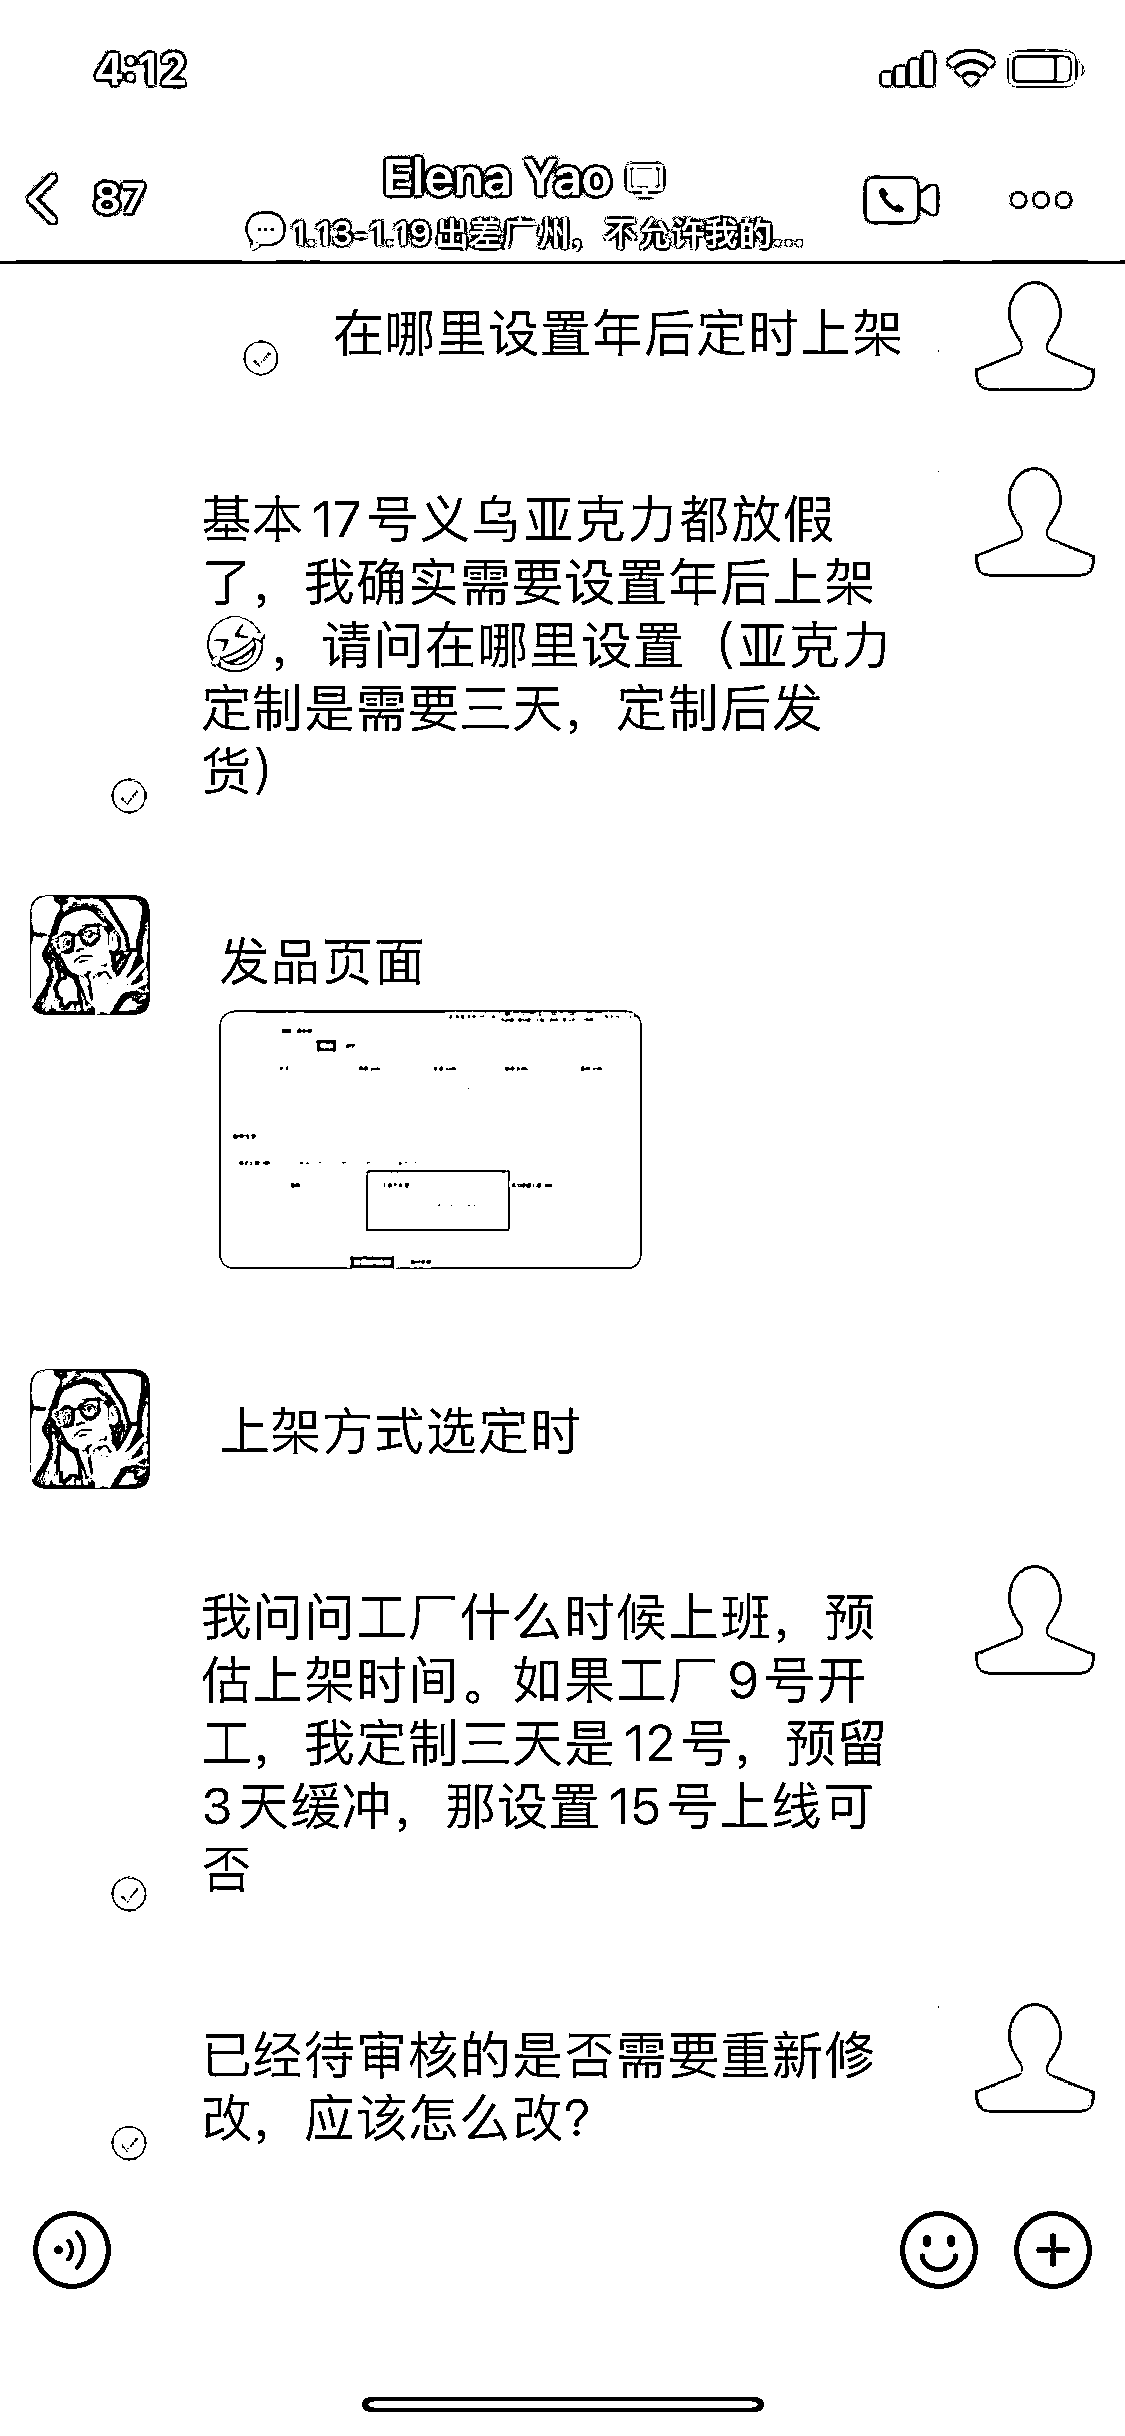 4:12
87
Elena Yao
1.13-1.19出差广州，不允许我的...
在哪里设置年后定时上架
基本17号义乌亚克力都放假
了，我确实需要设置年后上架
🤣，请问在哪里设置（亚克力
定制是需要三天，定制后发
货）
发品页面
上架方式选定时
我问问工厂什么时候上班，预
估上架时间。如果工厂9号开
工，我定制三天是12号，预留
3天缓冲，那设置15号上线可
否
已经待审核的是否需要重新修
改，应该怎么改？